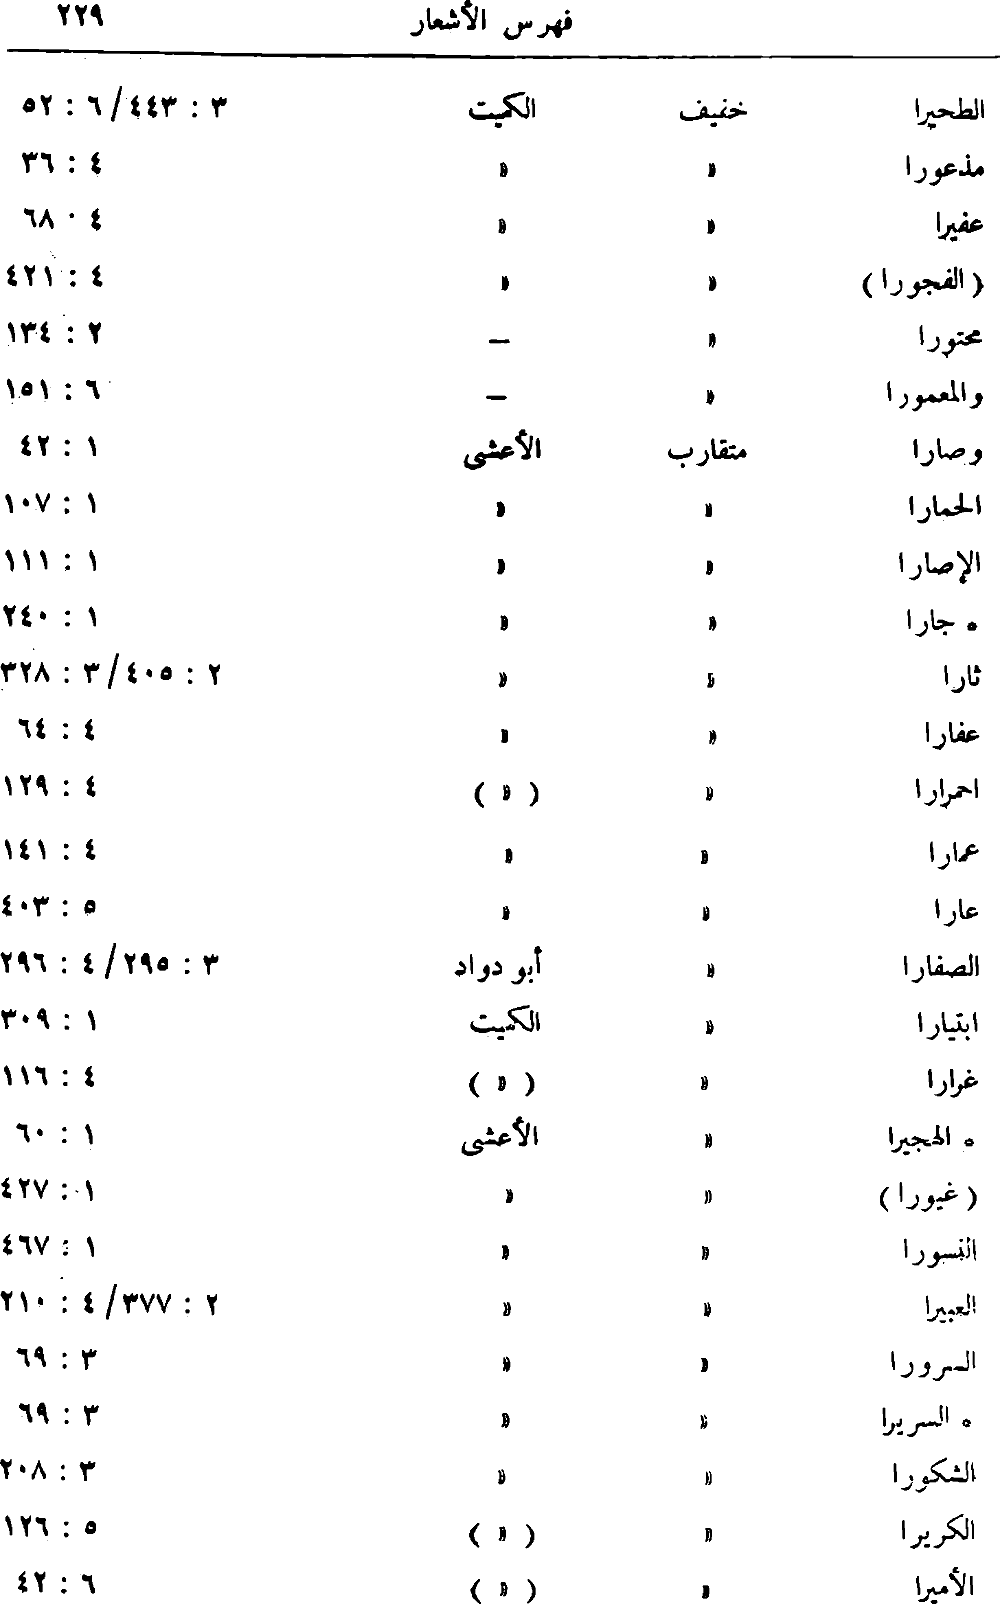 فهرس الأشعار ٢٢٩
الطحيرا خفيف الكميت ٣ : ٤٤٣ / ٦ : ٥٢
مذعورا » » ٤ : ٣٦
عفيرا » » ٤ : ٦٨
( الفجورا ) » » ٤ : ٤٢١
محتورا » — ٢ : ١٣٤
والمعمورا » — ٦ : ١٥١
وصارا متقارب الأعشى ١ : ٤٢
الحمارا » » ١ : ١٠٧
الإصارا » » ١ : ١١١
• جارا » » ١ : ٢٤٠
ثارا » » ٢ : ٤٠٥ / ٣ : ٣٢٨
عفارا » » ٤ : ٦٤
احمرارا » ( » ) ٤ : ١٢٩
عمارا » » ٤ : ١٤١
عارا » » ٥ : ٤٠٣
الصفارا » أبو دواد ٣ : ٢٩٥ / ٤ : ٢٩٦
ابتيارا » الكميت ١ : ٣٠٩
غرارا » ( » ) ٤ : ١١٦
• الهجيرا » الأعشى ١ : ٦٠
( غيورا ) » » ١ : ٤٢٧
النسورا » » ١ : ٤٦٧
العبيرا » » ٢ : ٣٧٧ / ٤ : ٢١٠
السرورا » » ٣ : ٦٩
• السريرا » » ٣ : ٦٩
الشكورا » » ٣ : ٢٠٨
الكريرا » ( » ) ٥ : ١٢٦
الأميرا » ( » ) ٦ : ٤٢